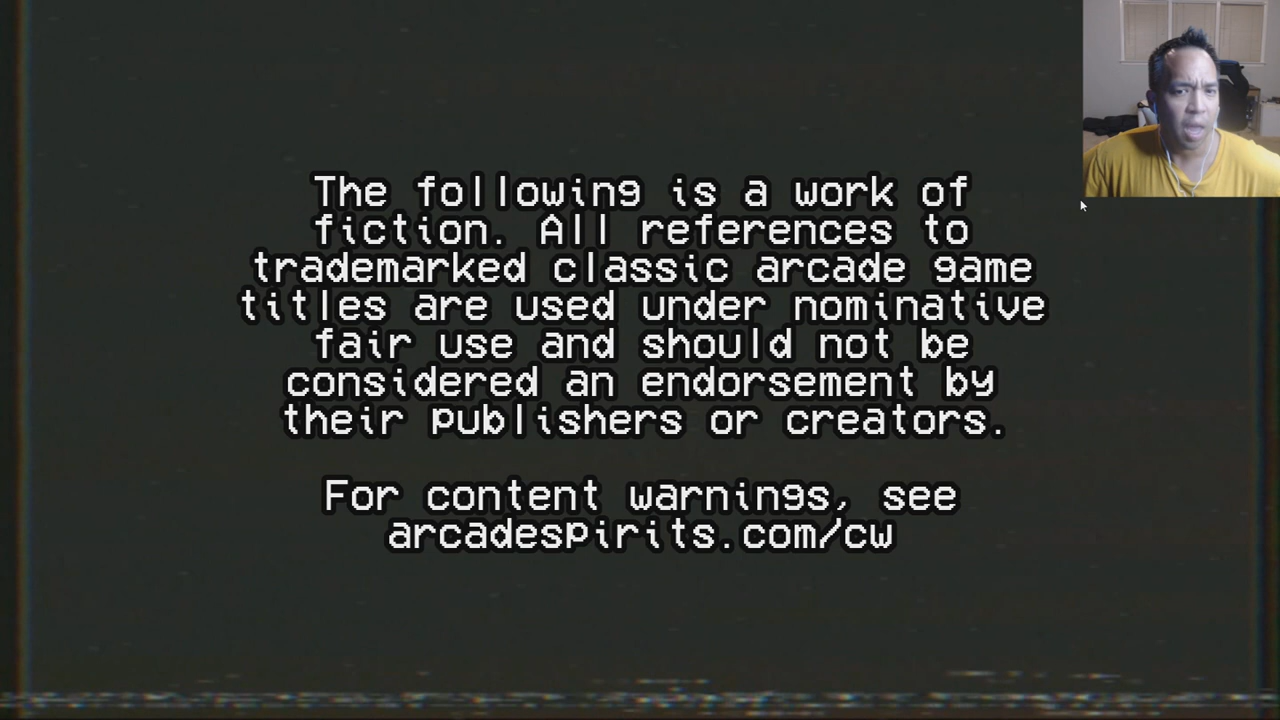 The following is a work of
fiction. All references to
trademarked classic arcade game
titles are used under nominative
fair use and should not be
considered an endorsement by
their publishers or creators.
For content warnings, see
arcadespirits.com/cw